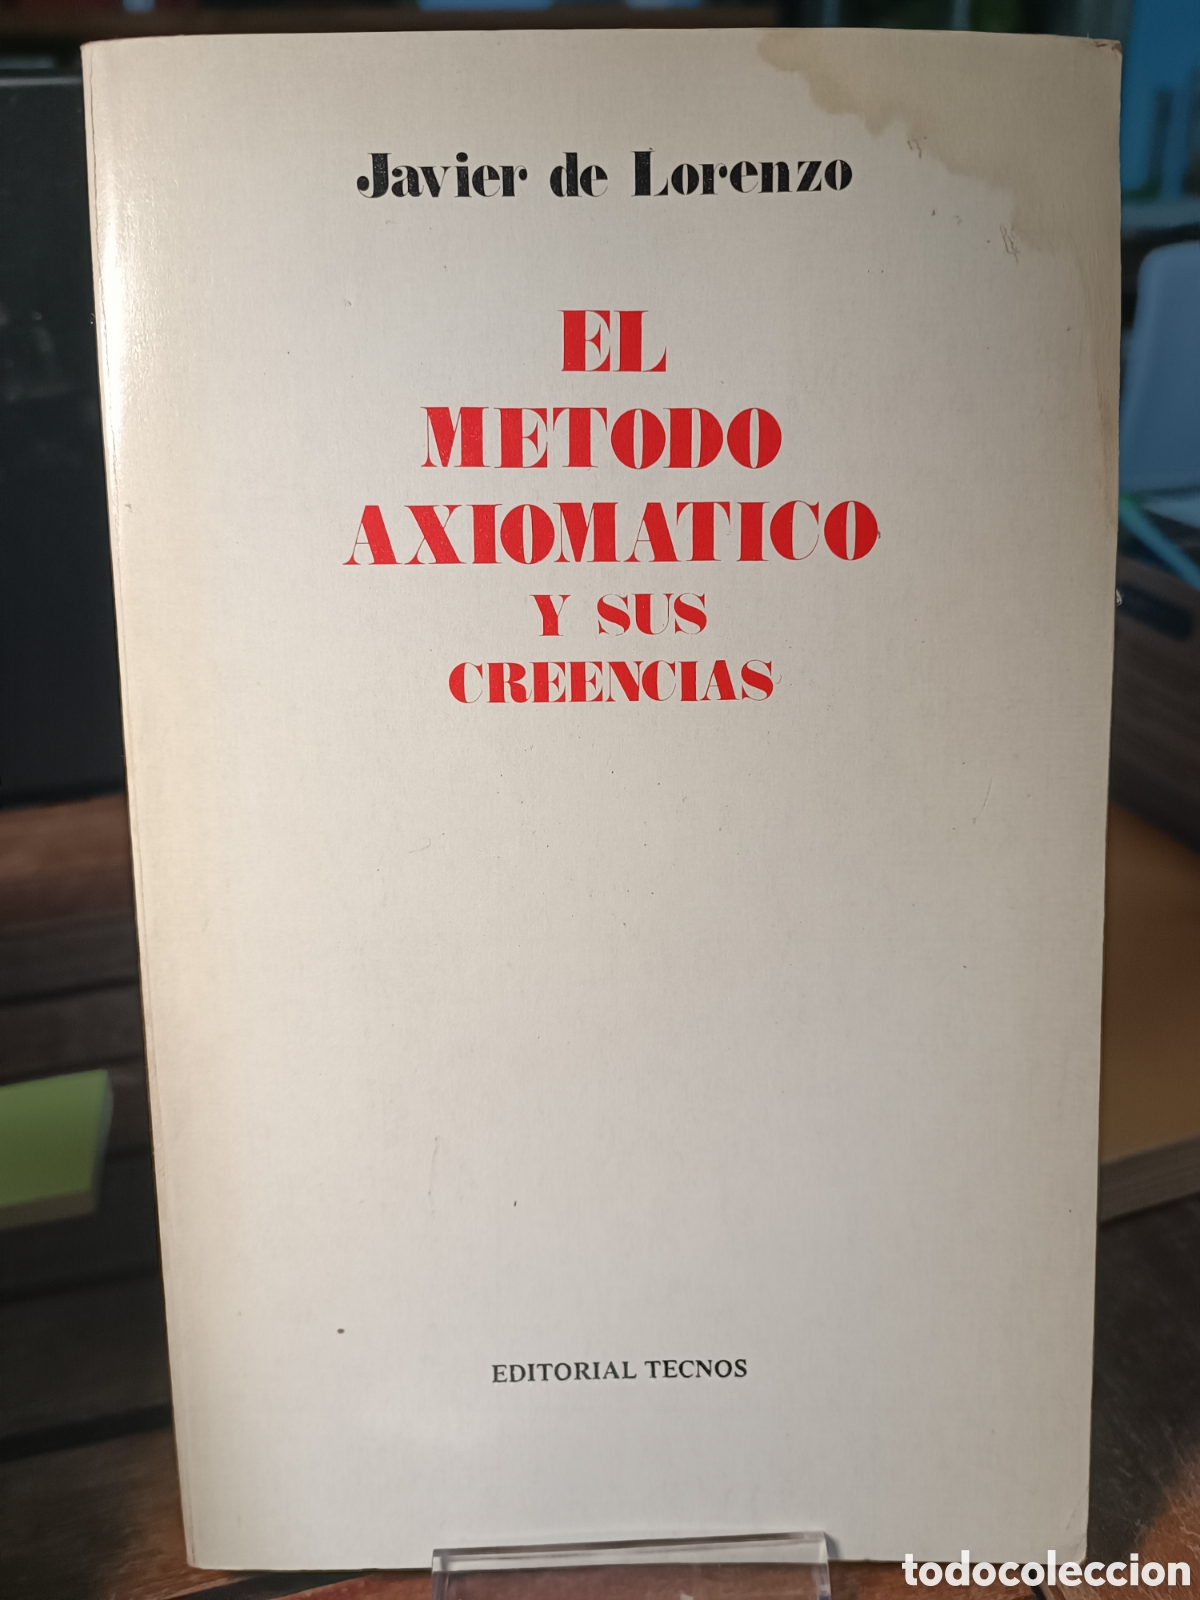 Javier de Lorenzo
EL
METODO
AXIOMATICO
Y SUS
CREENCIAS
EDITORIAL TECNOS
todocoleccion